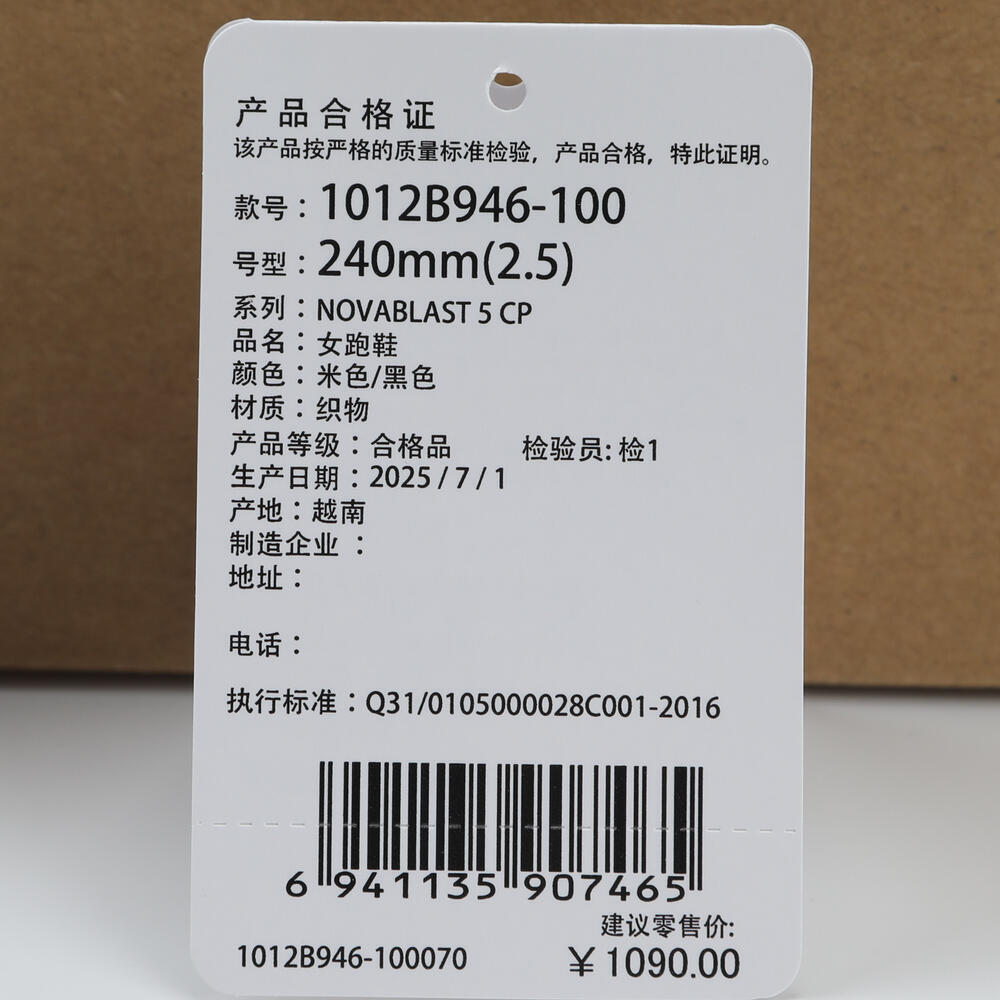 产品合格证
该产品按严格的质量标准检验，产品合格，特此证明。
款号：1012B946-100
号型：240mm(2.5)
系列：NOVABLAST 5 CP
品名：女跑鞋
颜色：米色/黑色
材质：织物
产品等级：合格品 检验员: 检1
生产日期：2025 / 7 / 1
产地：越南
制造企业：
地址：
电话：
执行标准：Q31/0105000028C001-2016
6 941135 907465
建议零售价:
1012B946-100070 ￥1090.00